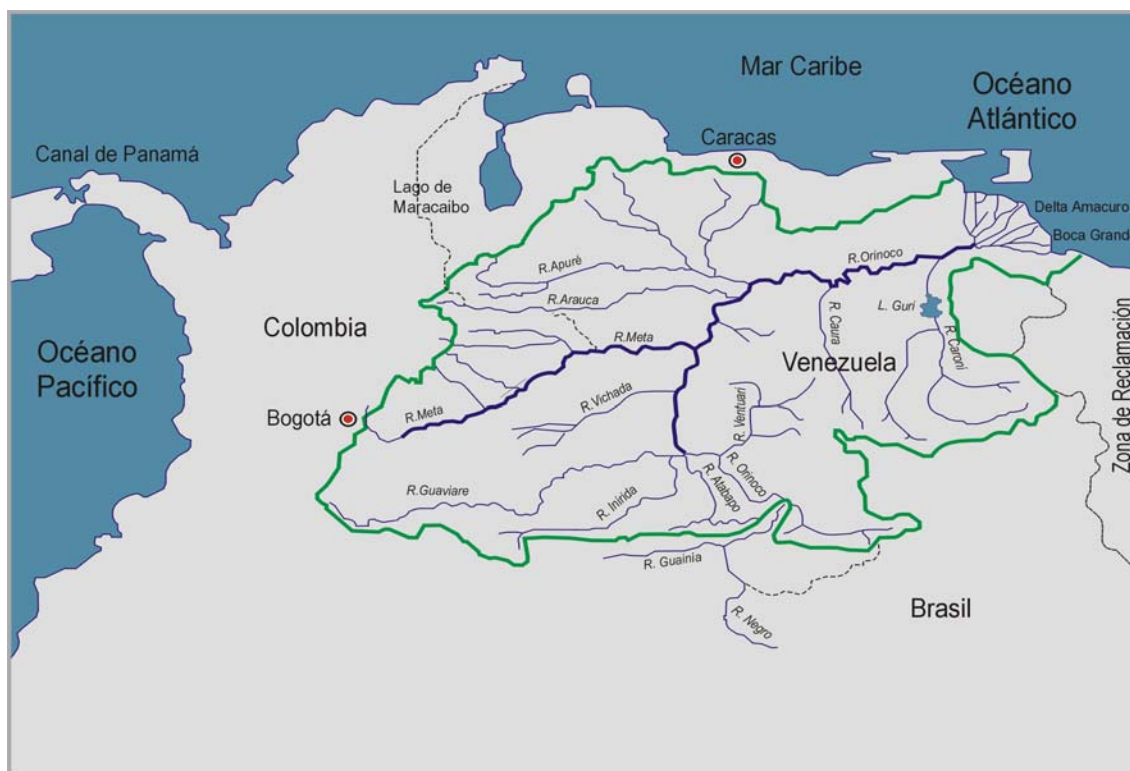 Mar Caribe
Océano
Atlántico
Canal de Panamá
Caracas
Lago de
Maracaibo
Delta Amacuro
Boca Grand
R.Orinoco
R.Apuré
R.Arauca
L. Guri
R. Caura
R. Caroní
Colombia
R.Meta
Venezuela
Océano
Pacífico
Zona de Reclamación
R.Vichada
R. Ventuari
Bogotá
R.Meta
R. Orinoco
R. Atabapo
R.Guaviare
R. Inirida
R. Guainía
Brasil
R. Negro